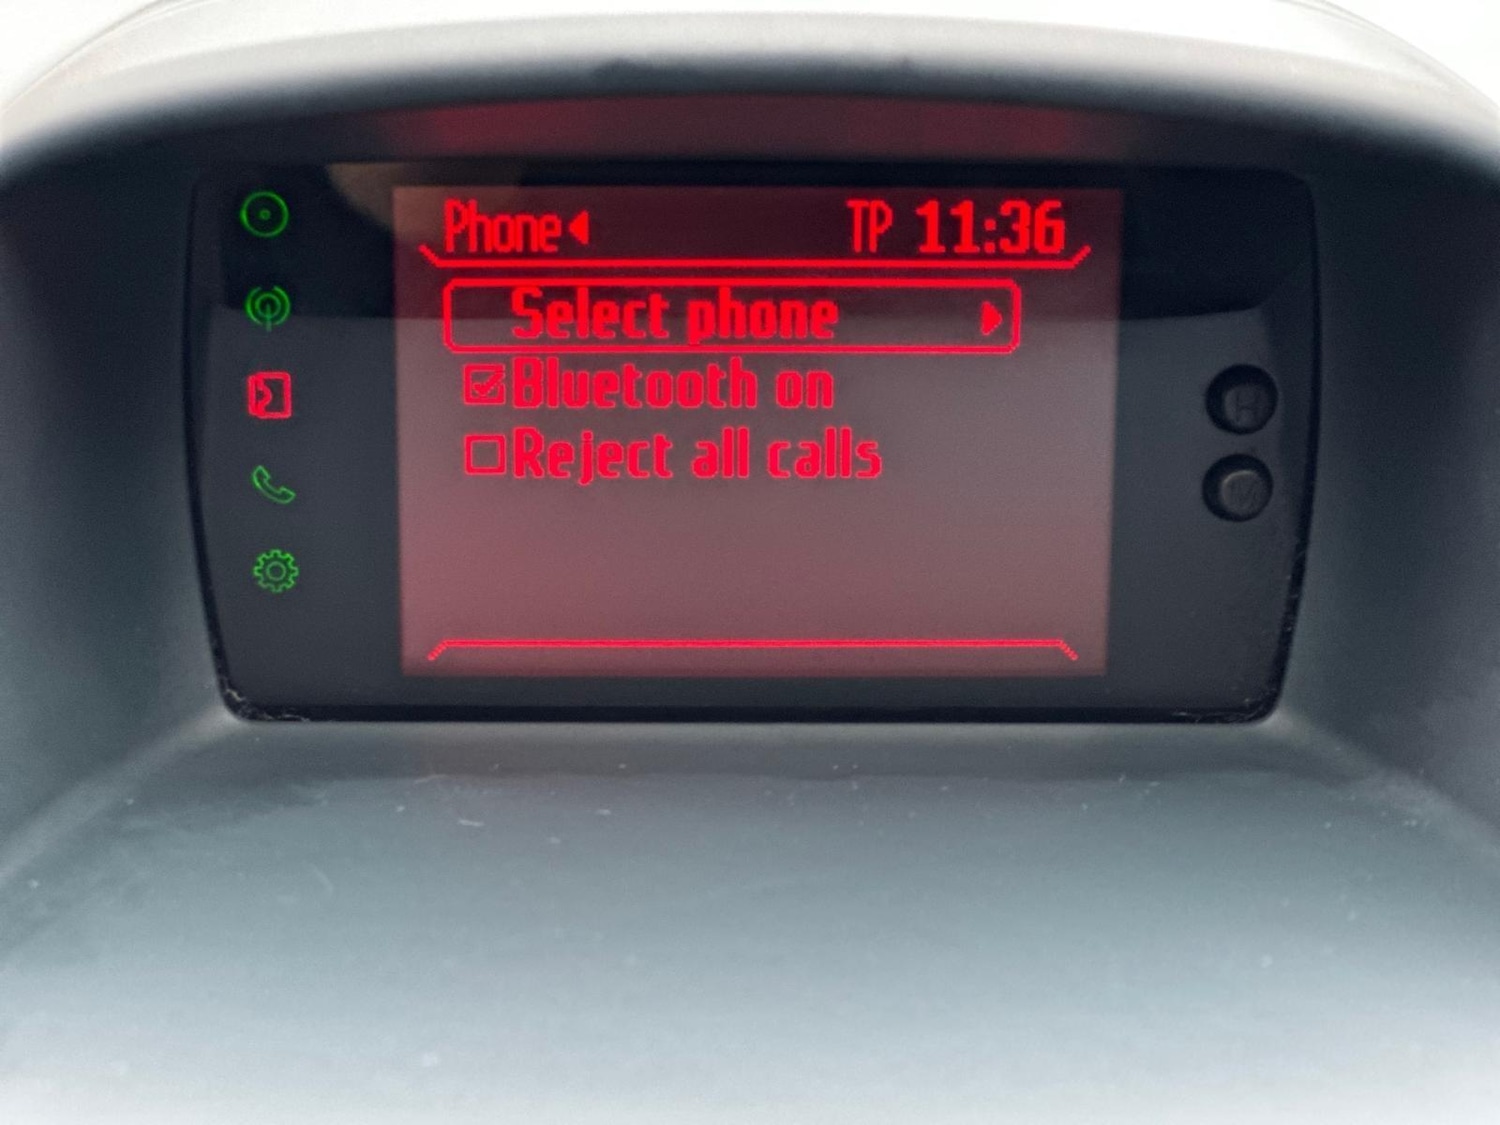 Phone TP 11:36
Select phone
Bluetooth on
Reject all calls
H
M